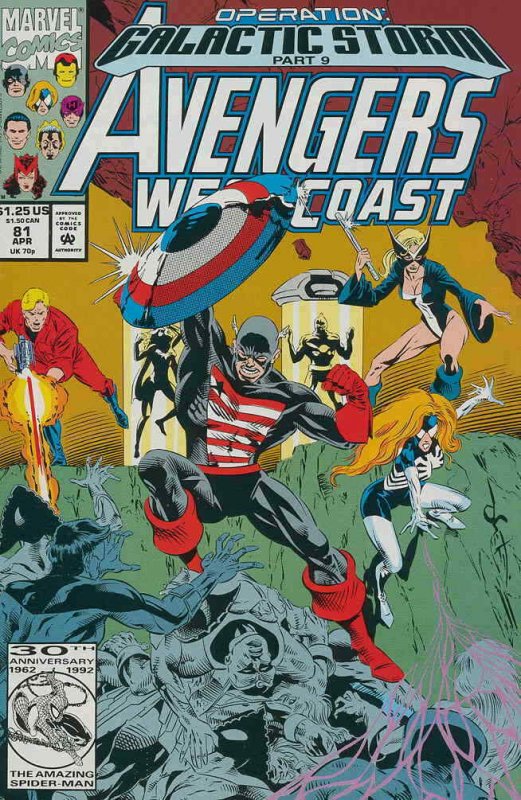 OPERATION:
GALACTIC STORM
PART 9
MARVEL
COMICS
AVENGERS
WEST COAST
$1.25 US
$1.50 CAN
81
APR
UK 70p
APPROVED
BY THE
COMICS
CODE
CA
AUTHORITY
30TH
ANNIVERSARY
1962 1992
THE AMAZING
SPIDER-MAN